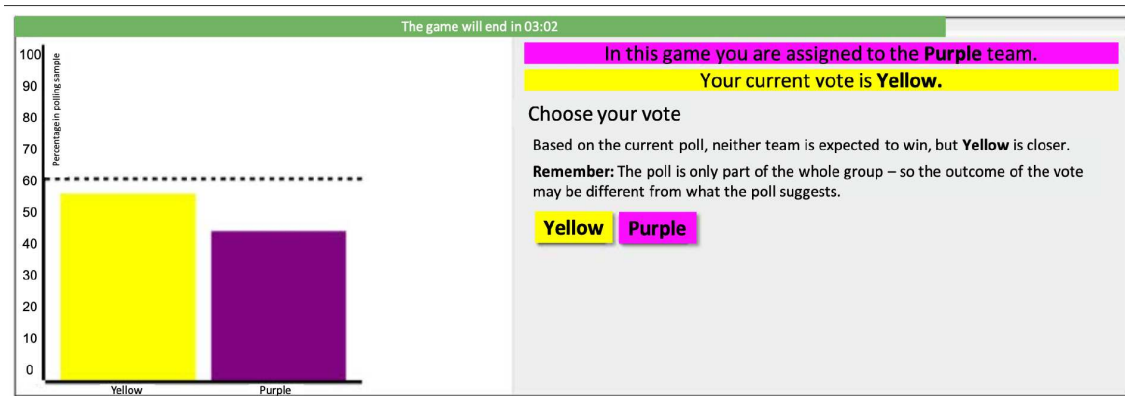 The game will end in 03:02
100
90
80
70
60
50
40
30
20
10
0
Percentage in polling sample
Yellow
Purple
In this game you are assigned to the Purple team.
Your current vote is Yellow.
Choose your vote
Based on the current poll, neither team is expected to win, but Yellow is closer.
Remember: The poll is only part of the whole group – so the outcome of the vote
may be different from what the poll suggests.
Yellow
Purple